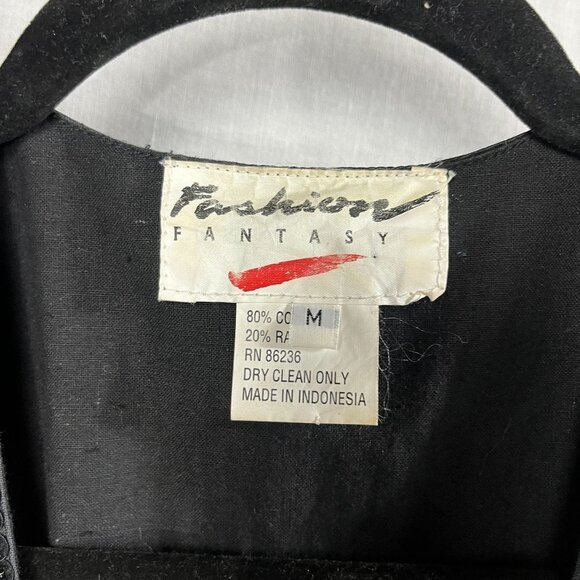 Fashion
FANTASY
M
80% CO
20% RA
RN 86236
DRY CLEAN ONLY
MADE IN INDONESIA